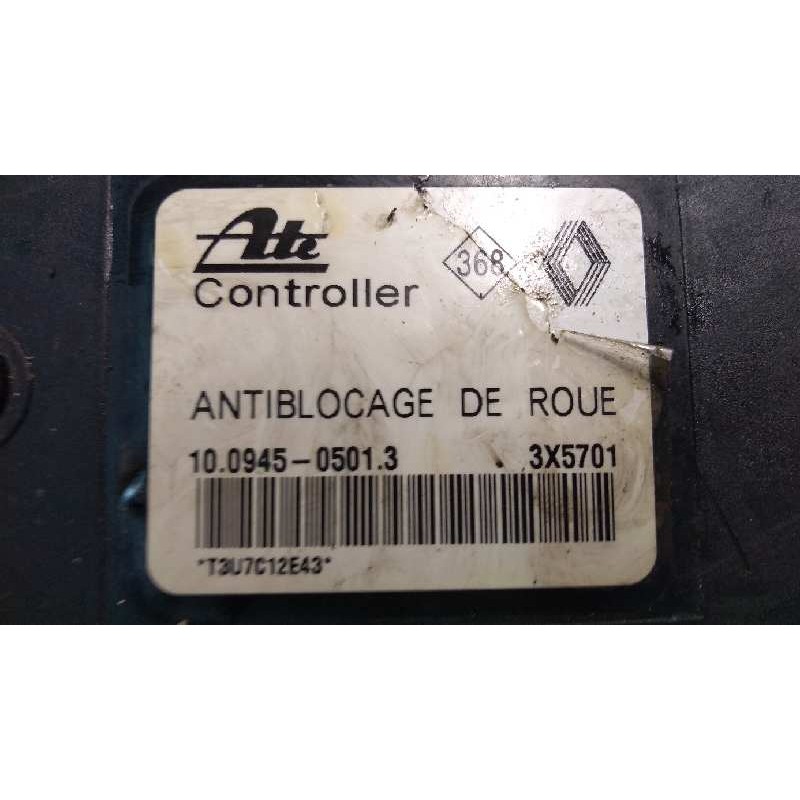 Ate
368
Controller
ANTIBLOCAGE DE ROUE
10.0945-0501.3 3X5701
*T3U7C12E43*